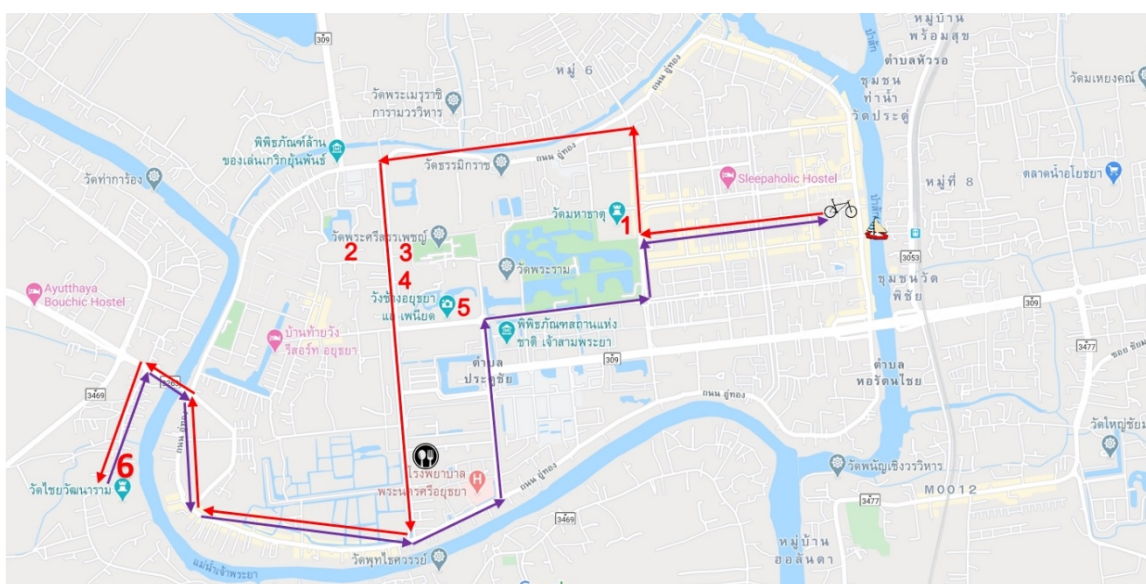 309
หมู่ 6
วัดพระเมรุราชิ
การามวรวิหาร
ถนน อู่ทอง
ป่าสัก
หมู่บ้าน
พร้อมสุข
ตำบลหัวรอ
ชุมชน
ท่าน้ำ
วัดประดู่
วัดมเหยงคณ์
พิพิธภัณฑ์ล้าน
ของเล่นเกริกยุ้นพันธ์
วัดธรรมิกราช
ถนน อู่ทอง
วัดท่าการ้อง
Sleepaholic Hostel
หมู่ที่ 8
ตลาดน้ำอโยธยา
วัดมหาธาตุ
1
วัดพระศรีสรรเพชญ์
2
3
4
วัดพระราม
3053
ชุมชนวัด
พิชัย
Ayutthaya
Bouchic Hostel
วังช้างอยุธยา
แล เพนียด
5
309
บ้านท้ายวัง
รีสอร์ท อยุธยา
พิพิธภัณฑสถานแห่ง
ชาติ เจ้าสามพระยา
3477
ตำบล
ประตูชัย
309
ตำบล
หอรัตนไชย
3263
3469
ถนน อู่ทอง
ถนน อู่ทอง
วัดใหญ่ชัยม
6
วัดไชยวัฒนาราม
โรงพยาบาล
พระนครศรีอยุธยา
H
ถนน อู่ทอง
วัดพนัญเชิงวรวิหาร
M0012
3477
3469
แม่น้ำเจ้าพระยา
วัดพุทไธศวรรย์
หมู่บ้าน
ฮอลันดา